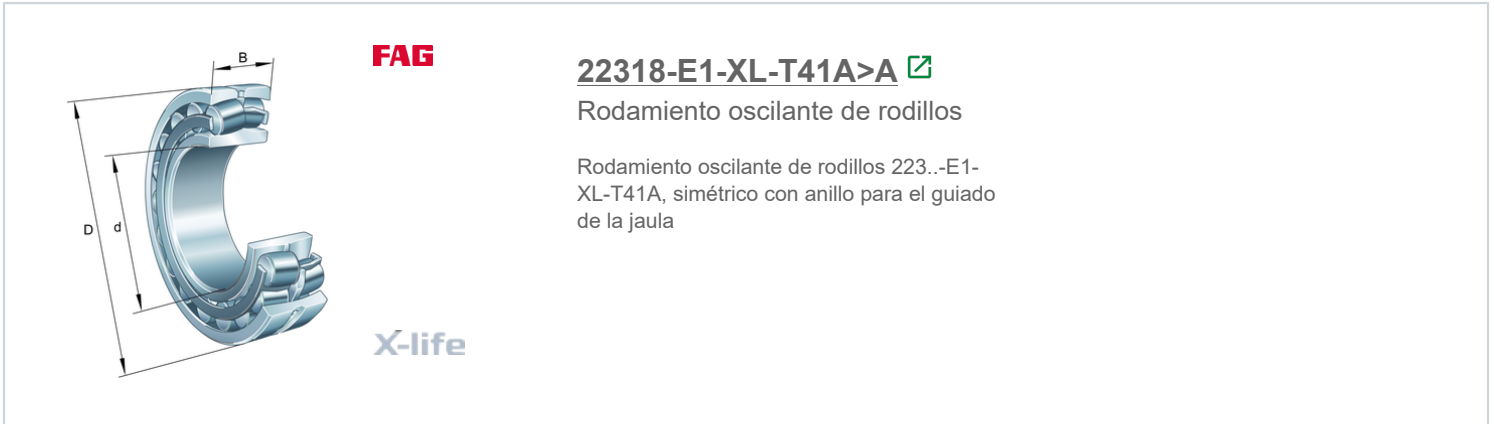 B
FAG
22318-E1-XL-T41A>A
Rodamiento oscilante de rodillos
Rodamiento oscilante de rodillos 223..-E1-
XL-T41A, simétrico con anillo para el guiado
de la jaula
D
d
X-life